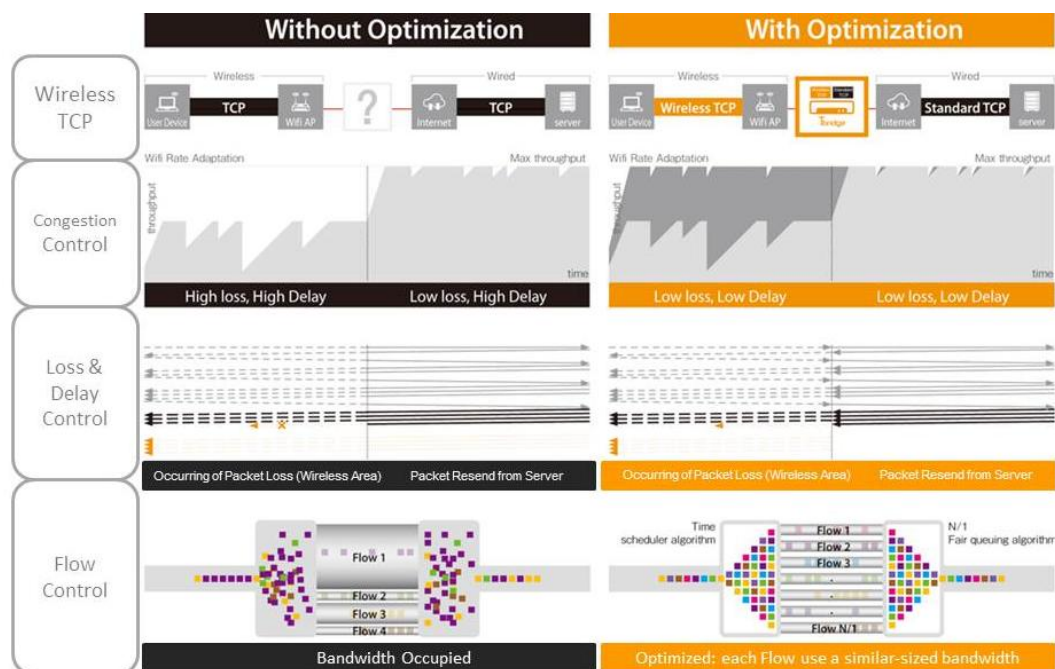 Without Optimization
With Optimization
Wireless
TCP
Wireless
Wired
User Device
TCP
Wifi AP
?
Internet
TCP
server
Wireless
Wired
User Device
Wireless TCP
Wifi AP
Internet
Standard TCP
server
Congestion
Control
Wifi Rate Adaptation
Max throughput
throughput
time
High loss, High Delay
Low loss, High Delay
Wifi Rate Adaptation
Max throughput
throughput
time
Low loss, Low Delay
Low loss, Low Delay
Loss &
Delay
Control
Occurring of Packet Loss (Wireless Area)
Packet Resend from Server
Occurring of Packet Loss (Wireless Area)
Packet Resend from Server
Flow
Control
Flow 1
Flow 2
Flow 3
Flow 4
Bandwidth Occupied
Time
scheduler algorithm
Flow 1
Flow 2
Flow 3
.
.
.
Flow N/1
N/1
Fair queuing algorithm
Optimized: each Flow use a similar-sized bandwidth